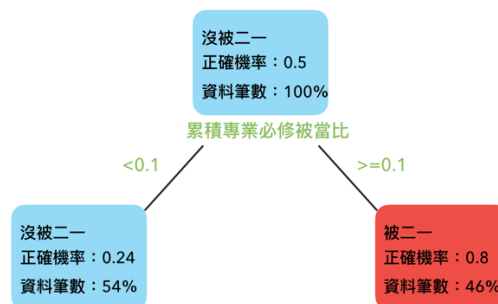 沒被二一
正確機率：0.5
資料筆數：100%
累積專業必修被當比
<0.1
>=0.1
沒被二一
正確機率：0.24
資料筆數：54%
被二一
正確機率：0.8
資料筆數：46%